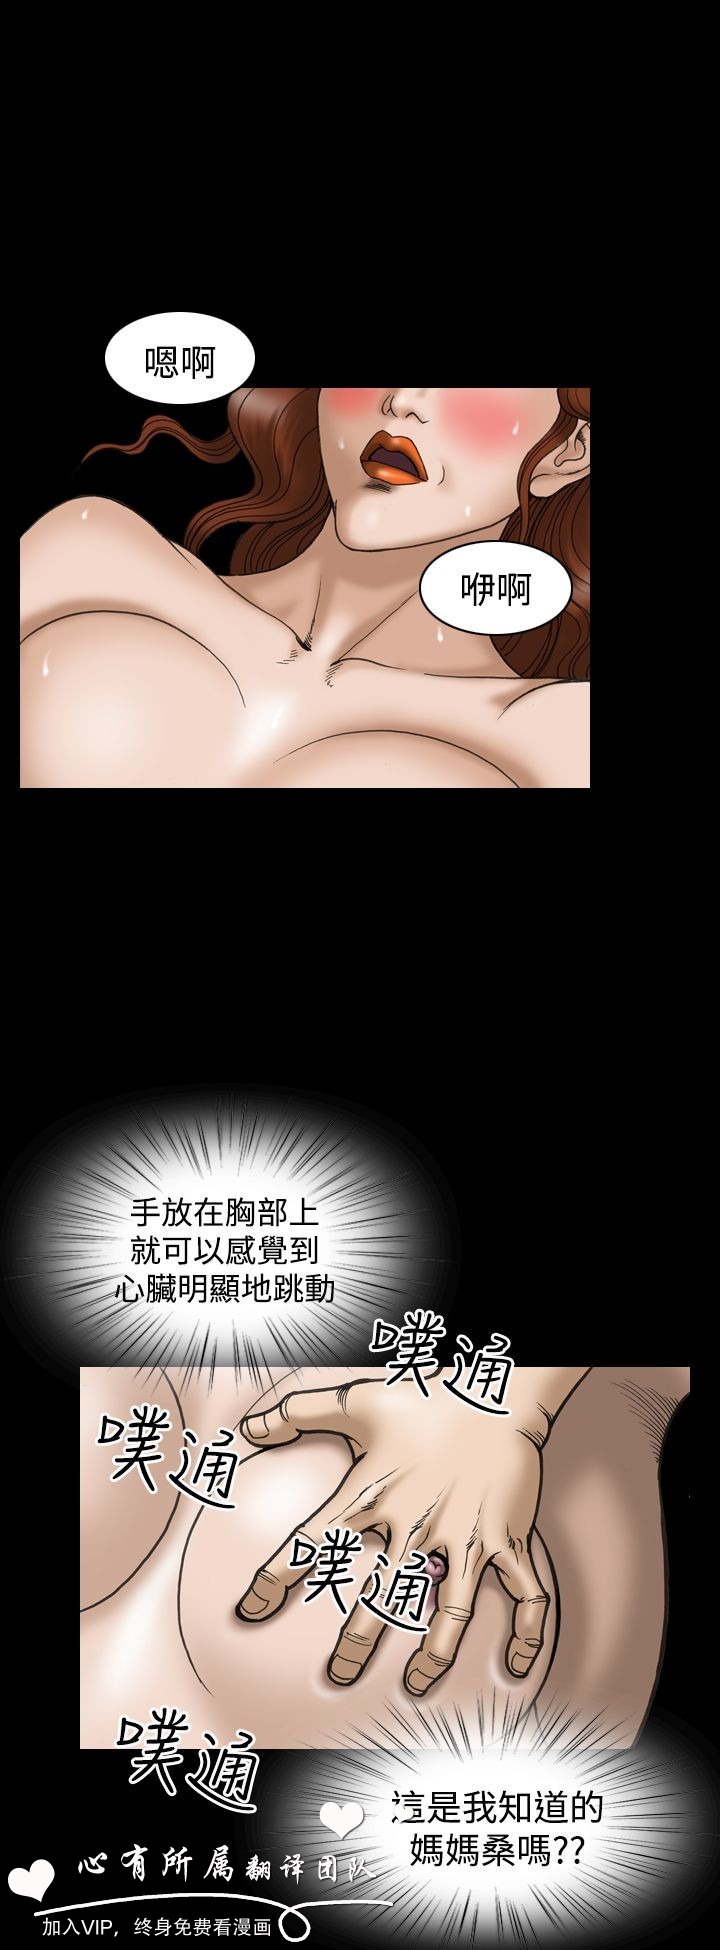 嗯啊
咿啊
手放在胸部上
就可以感覺到
心臟明顯地跳動
噗通
噗通
噗通
噗通
這是我知道的
媽媽桑嗎??
心有所属翻译团队
加入VIP，终身免费看漫画